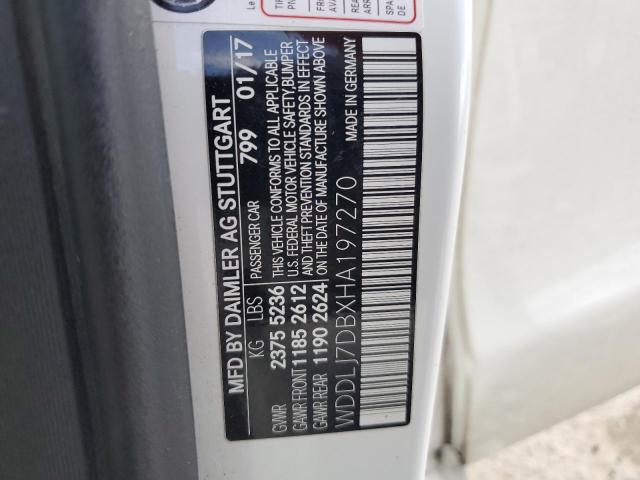 MFD BY DAIMLER AG STUTTGART
799 01/17
KG LBS PASSENGER CAR
GVWR 2375 5236 THIS VEHICLE CONFORMS TO ALL APPLICABLE
GAWR FRONT 1185 2612 U.S. FEDERAL MOTOR VEHICLE SAFETY,BUMPER
AND THEFT PREVENTION STANDARDS IN EFFECT
GAWR REAR 1190 2624 ON THE DATE OF MANUFACTURE SHOWN ABOVE
WDDLJ7DBXHA197270 MADE IN GERMANY